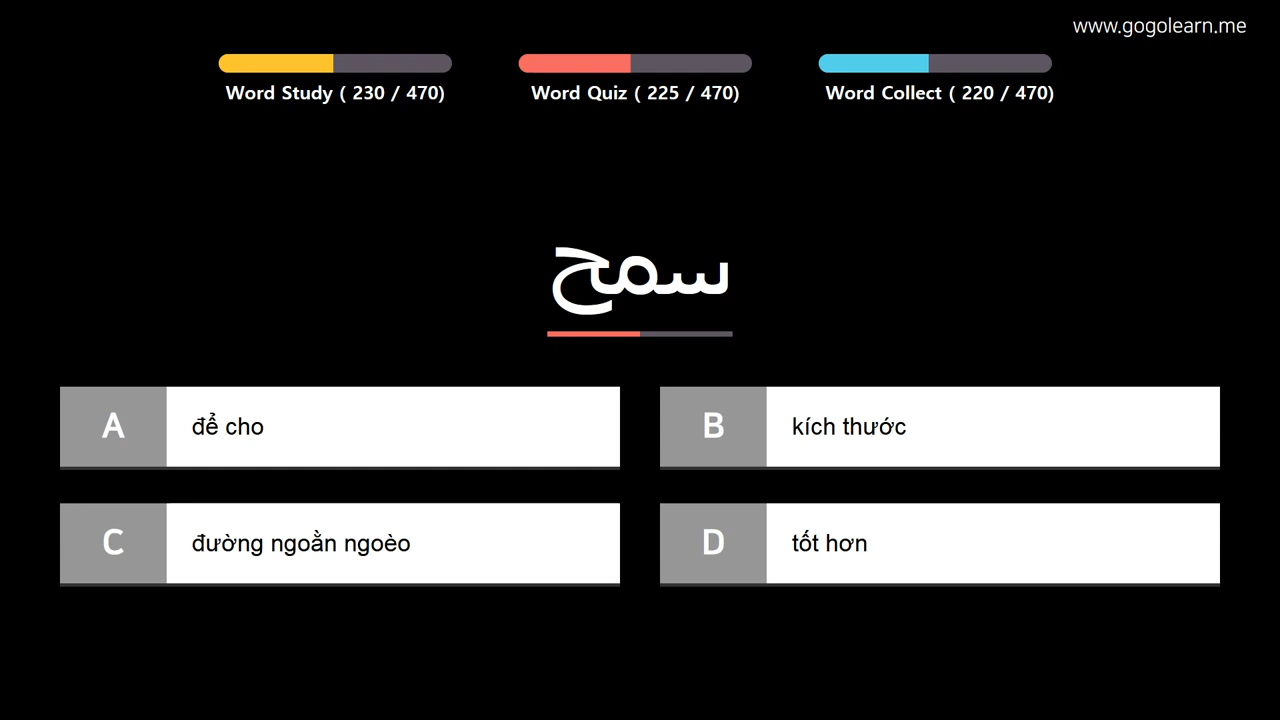 www.gogolearn.me
Word Study ( 230 / 470)
Word Quiz ( 225 / 470)
Word Collect ( 220 / 470)
سمح
A
để cho
B
kích thước
C
đường ngoằn ngoèo
D
tốt hơn